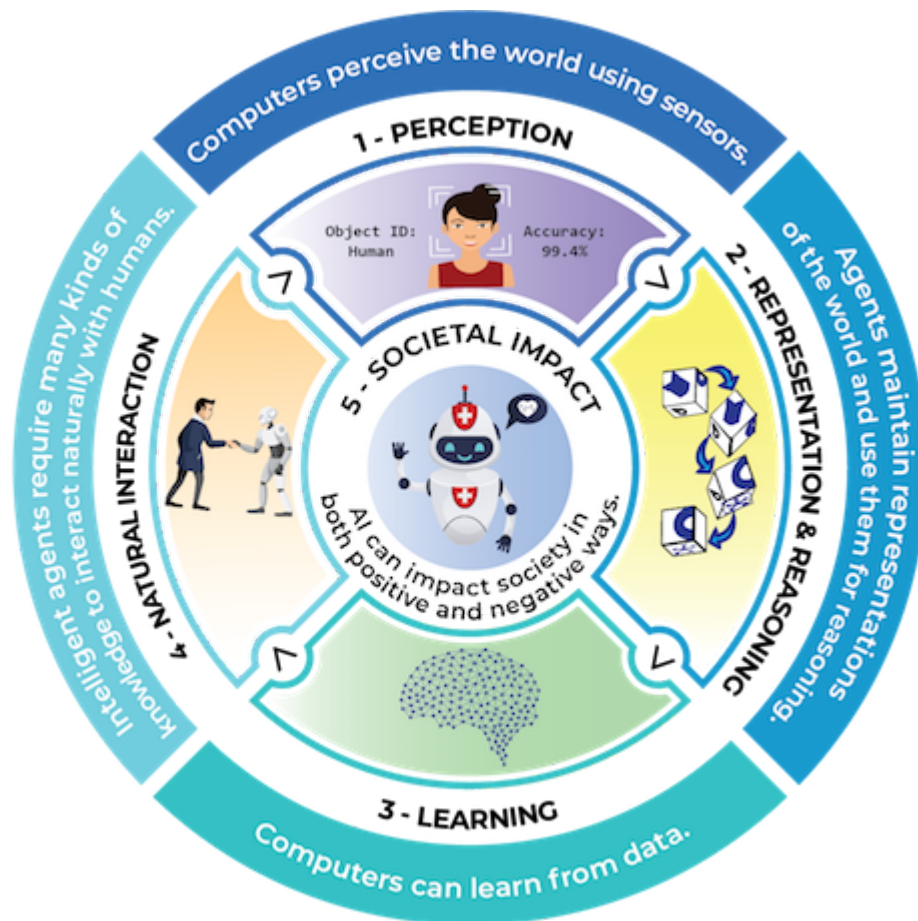 Computers perceive the world using sensors.
1 - PERCEPTION
Object ID:
Human
Accuracy:
99.4%
Agents maintain representations
of the world and use them for reasoning.
2 - REPRESENTATION & REASONING
3 - LEARNING
Computers can learn from data.
Intelligent agents require many kinds of
knowledge to interact naturally with humans.
4 - NATURAL INTERACTION
5 - SOCIETAL IMPACT
AI can impact society in
both positive and negative ways.